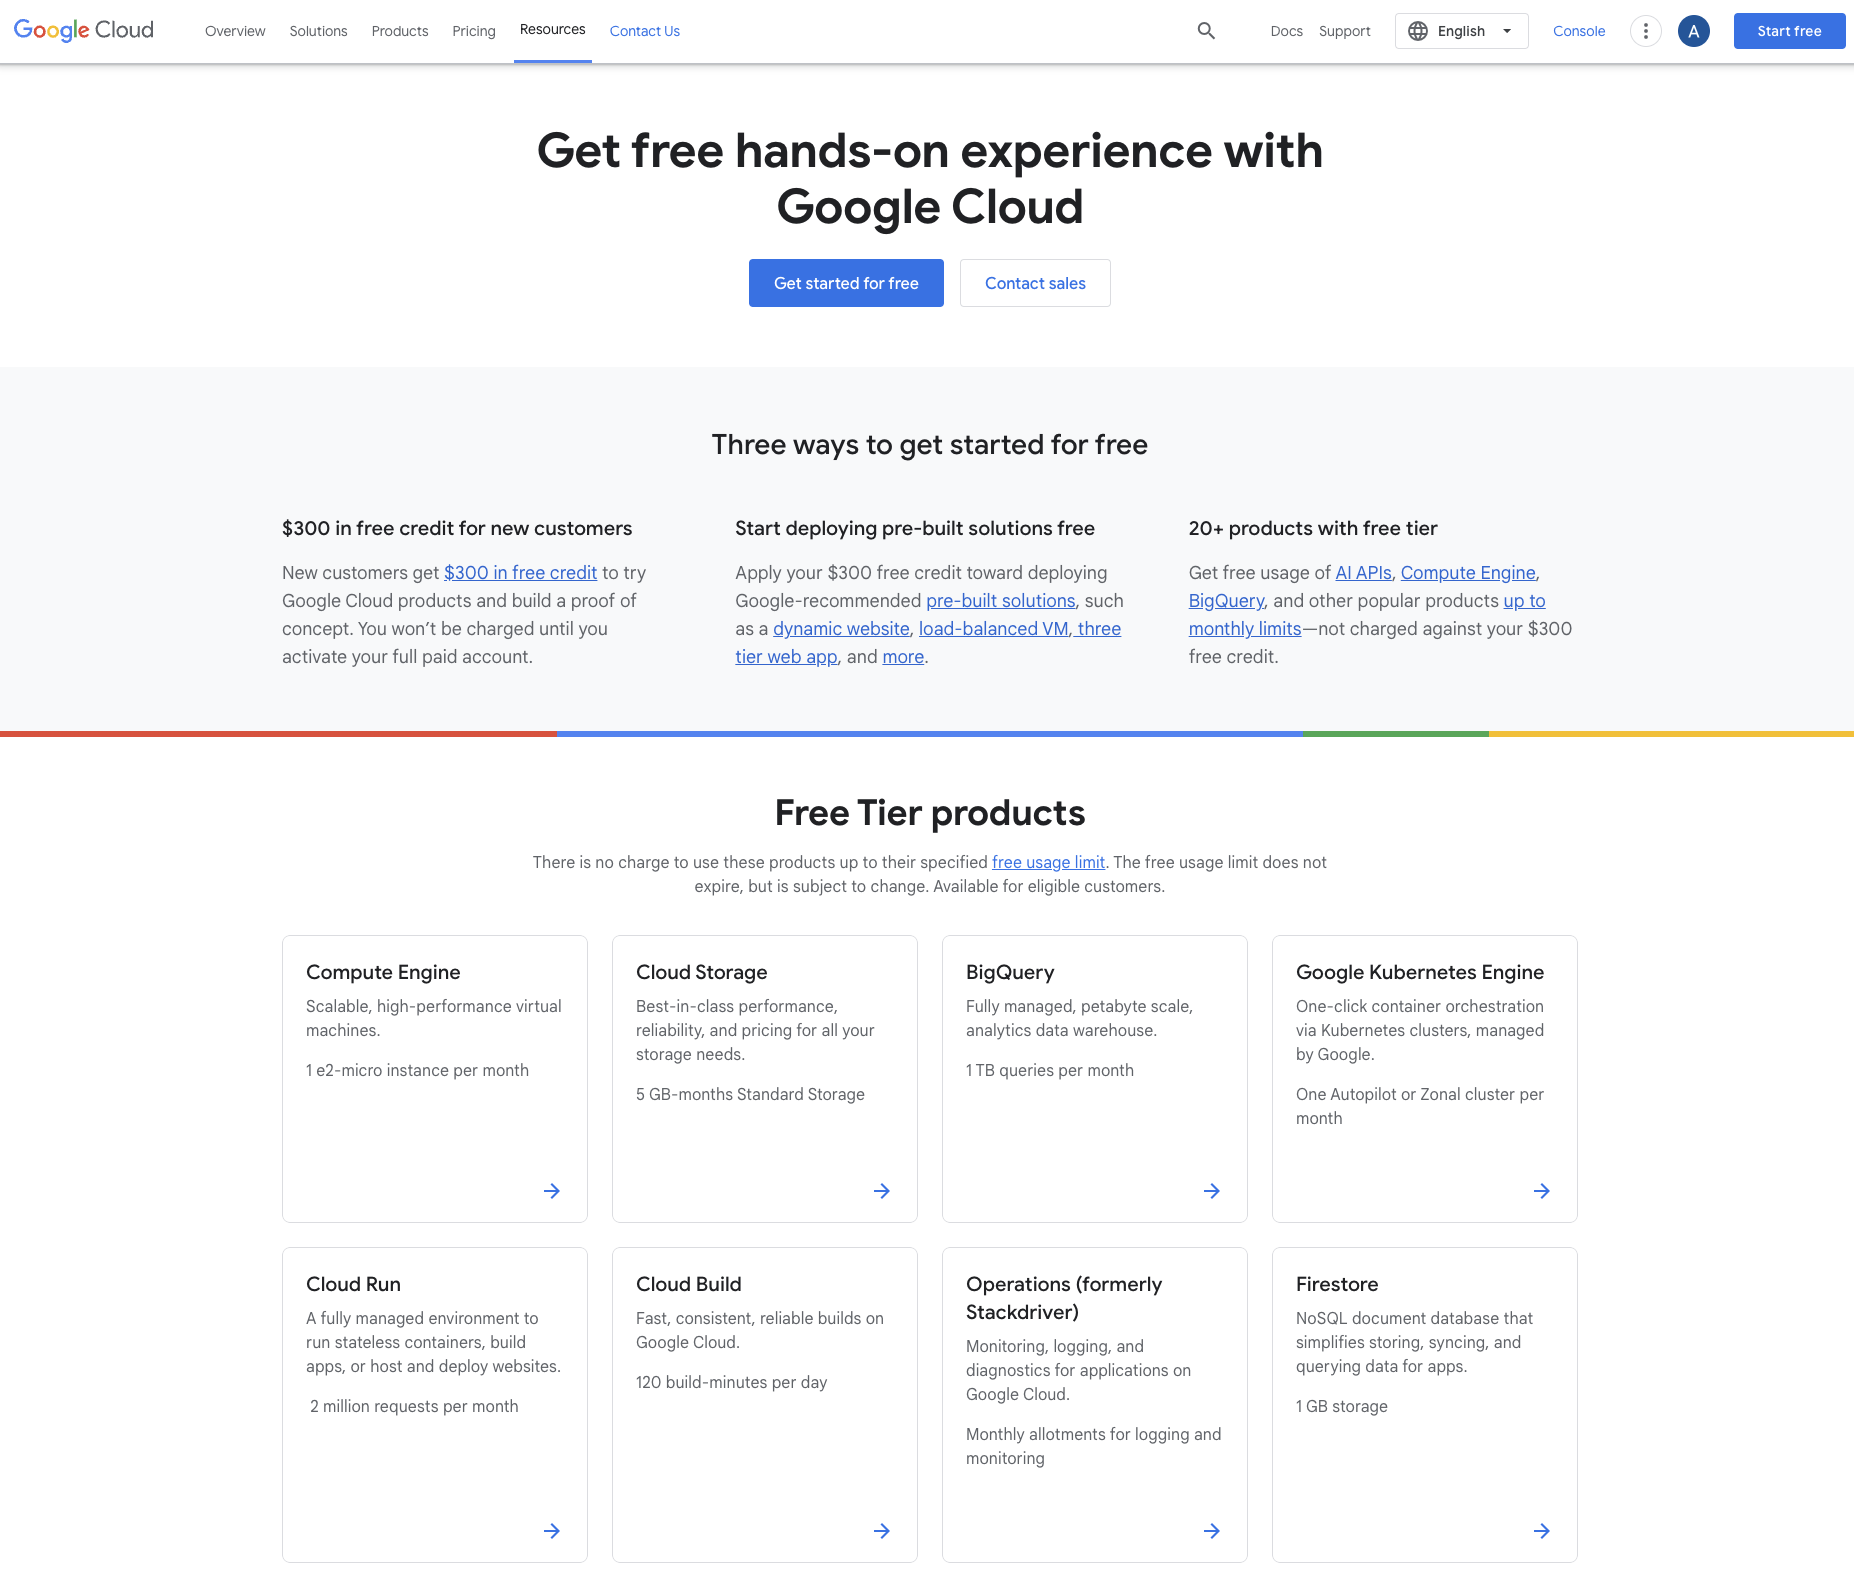 Google Cloud Overview Solutions Products Pricing Resources Contact Us Docs Support English Console A Start free
Get free hands-on experience with
Google Cloud
Get started for free Contact sales
Three ways to get started for free
$300 in free credit for new customers
New customers get $300 in free credit to try
Google Cloud products and build a proof of
concept. You won’t be charged until you
activate your full paid account.
Start deploying pre-built solutions free
Apply your $300 free credit toward deploying
Google-recommended pre-built solutions, such
as a dynamic website, load-balanced VM, three
tier web app, and more.
20+ products with free tier
Get free usage of AI APIs, Compute Engine,
BigQuery, and other popular products up to
monthly limits—not charged against your $300
free credit.
Free Tier products
There is no charge to use these products up to their specified free usage limit. The free usage limit does not
expire, but is subject to change. Available for eligible customers.
Compute Engine
Scalable, high-performance virtual
machines.
1 e2-micro instance per month
Cloud Storage
Best-in-class performance,
reliability, and pricing for all your
storage needs.
5 GB-months Standard Storage
BigQuery
Fully managed, petabyte scale,
analytics data warehouse.
1 TB queries per month
Google Kubernetes Engine
One-click container orchestration
via Kubernetes clusters, managed
by Google.
One Autopilot or Zonal cluster per
month
Cloud Run
A fully managed environment to
run stateless containers, build
apps, or host and deploy websites.
2 million requests per month
Cloud Build
Fast, consistent, reliable builds on
Google Cloud.
120 build-minutes per day
Operations (formerly
Stackdriver)
Monitoring, logging, and
diagnostics for applications on
Google Cloud.
Monthly allotments for logging and
monitoring
Firestore
NoSQL document database that
simplifies storing, syncing, and
querying data for apps.
1 GB storage